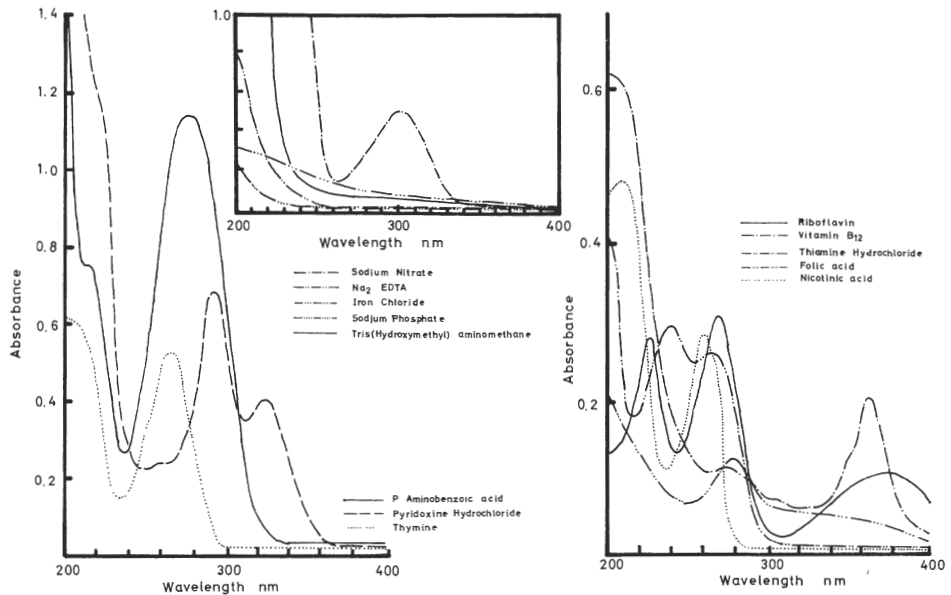 1.4
1.2
1.0
0.8
0.6
0.4
0.2
Absorbance
200
300
400
Wavelength nm
1.0
200
300
400
Wavelength nm
Sodium Nitrate
Na2 EDTA
Iron Chloride
Sodium Phosphate
Tris(Hydroxymethyl) aminomethane
P Aminobenzoic acid
Pyridoxine Hydrochloride
Thymine
0.6
0.4
0.2
Absorbance
200
300
400
Wavelength nm
Riboflavin
Vitamin B12
Thiamine Hydrochloride
Folic acid
Nicotinic acid